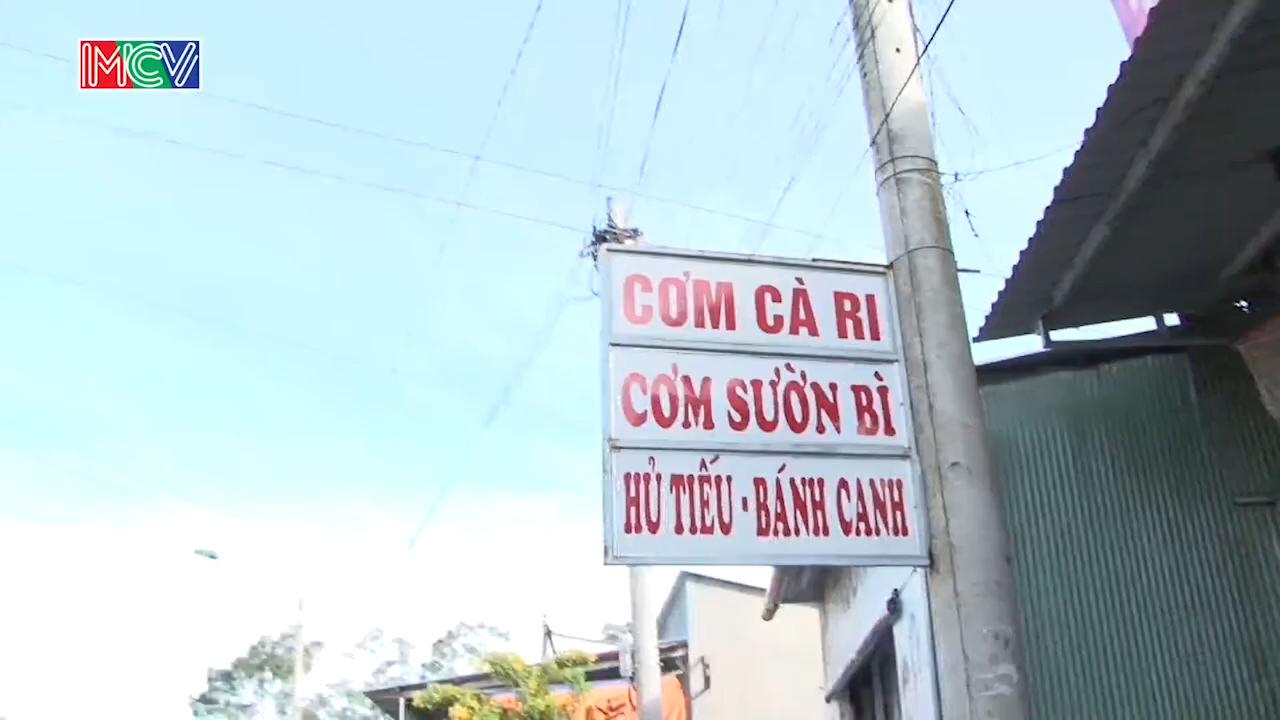 MCV
CƠM CÀ RI
CƠM SƯỜN BÌ
HỦ TIẾU · BÁNH CANH